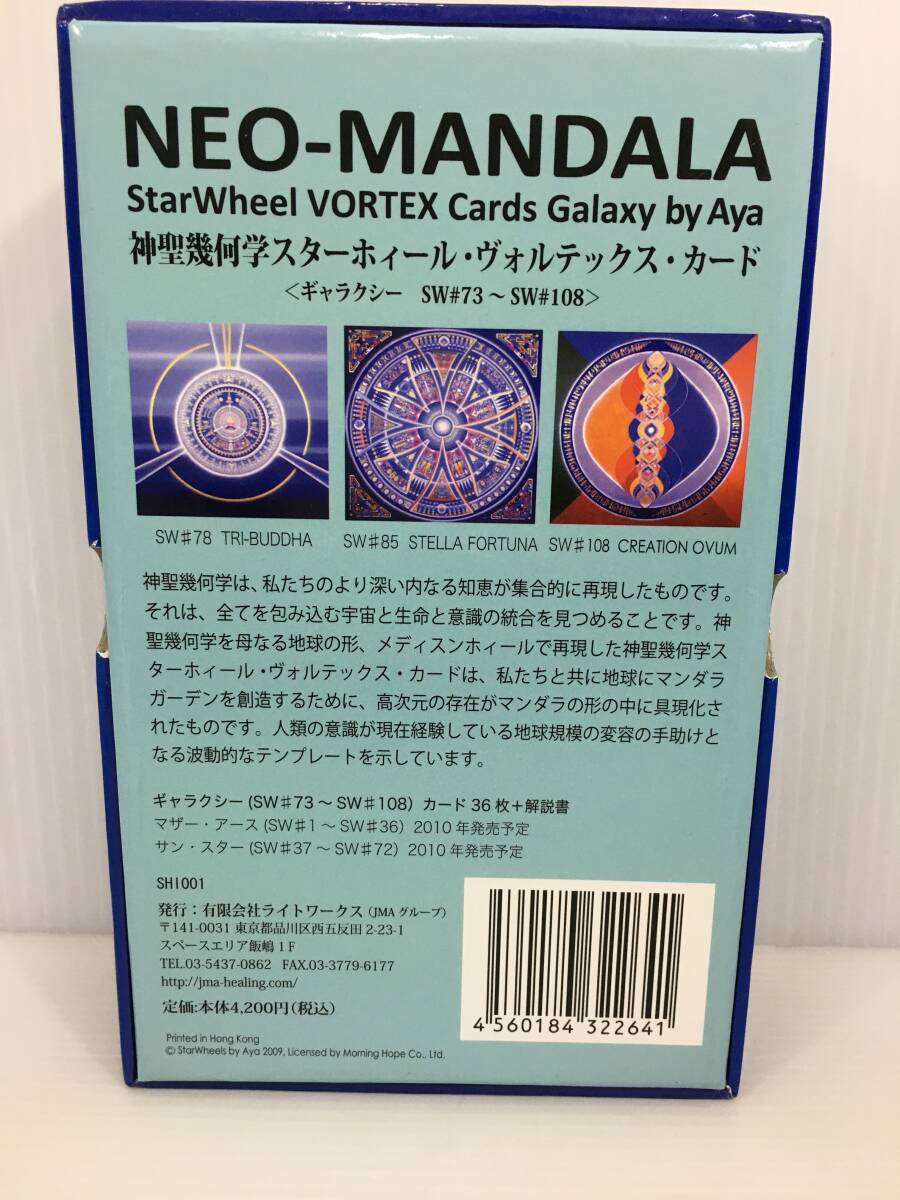 NEO-MANDALA
StarWheel VORTEX Cards Galaxy by Aya
神聖幾何学スターホィール・ヴォルテックス・カード
＜ギャラクシー　SW#73～SW#108＞
SW♯78 TRI-BUDDHA
SW♯85 STELLA FORTUNA
SW♯108 CREATION OVUM
神聖幾何学は、私たちのより深い内なる知恵が集合的に再現したものです。
それは、全てを包み込む宇宙と生命と意識の統合を見つめることです。神
聖幾何学を母なる地球の形、メディスンホィールで再現した神聖幾何学ス
ターホィール・ヴォルテックス・カードは、私たちと共に地球にマンダラ
ガーデンを創造するために、高次元の存在がマンダラの形の中に具現化さ
れたものです。人類の意識が現在経験している地球規模の変容の手助けと
なる波動的なテンプレートを示しています。
ギャラクシー (SW♯73～SW♯108) カード36枚＋解説書
マザー・アース (SW♯1～SW♯36) 2010年発売予定
サン・スター (SW♯37～SW♯72) 2010年発売予定
SHI001
発行：有限会社ライトワークス（JMAグループ）
〒141-0031 東京都品川区西五反田2-23-1
スペースエリア飯嶋1F
TEL.03-5437-0862 FAX.03-3779-6177
http://jma-healing.com/
定価:本体4,200円（税込）
Printed in Hong Kong
© StarWheels by Aya 2009, Licensed by Morning Hope Co., Ltd.
4 560184 322641